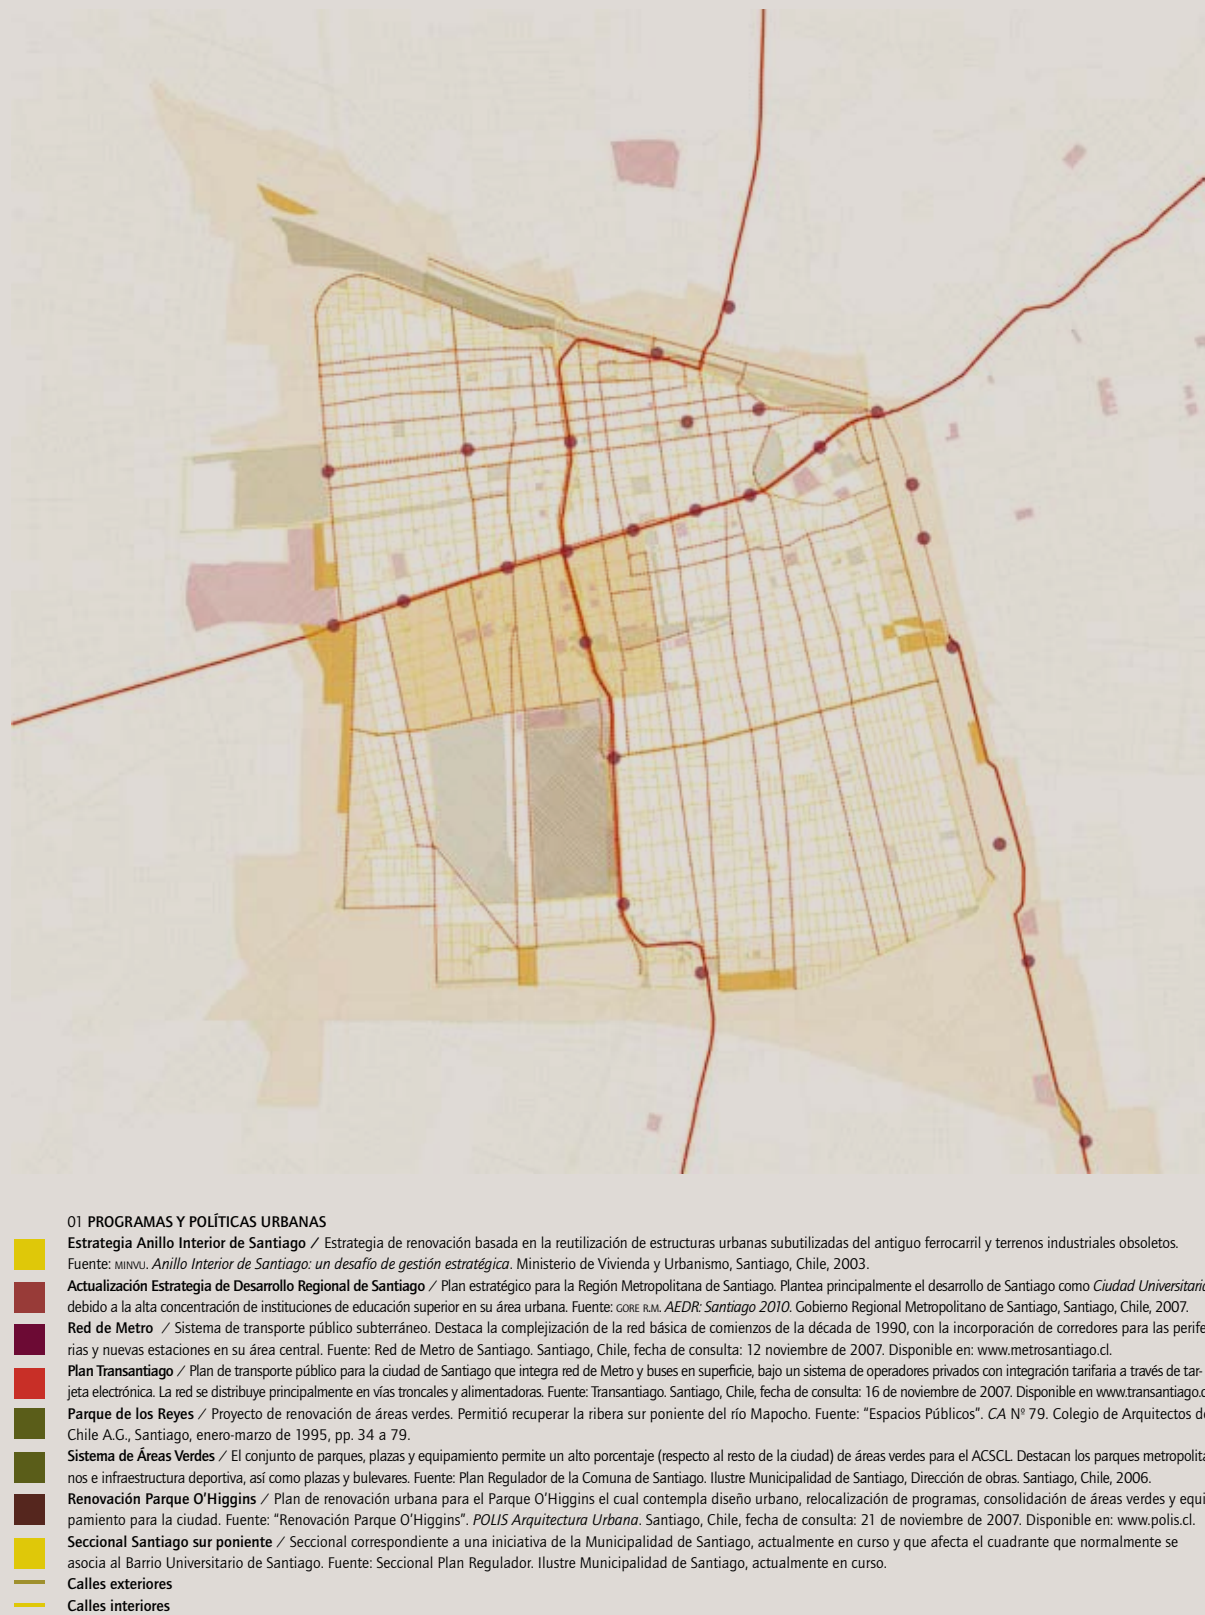 01 PROGRAMAS Y POLÍTICAS URBANAS
Estrategia Anillo Interior de Santiago / Estrategia de renovación basada en la reutilización de estructuras urbanas subutilizadas del antiguo ferrocarril y terrenos industriales obsoletos.
Fuente: MINVU. Anillo Interior de Santiago: un desafío de gestión estratégica. Ministerio de Vivienda y Urbanismo, Santiago, Chile, 2003.
Actualización Estrategia de Desarrollo Regional de Santiago / Plan estratégico para la Región Metropolitana de Santiago. Plantea principalmente el desarrollo de Santiago como Ciudad Universitaria
debido a la alta concentración de instituciones de educación superior en su área urbana. Fuente: GORE R.M. AEDR: Santiago 2010. Gobierno Regional Metropolitano de Santiago, Santiago, Chile, 2007.
Red de Metro / Sistema de transporte público subterráneo. Destaca la complejización de la red básica de comienzos de la década de 1990, con la incorporación de corredores para las perife
rias y nuevas estaciones en su área central. Fuente: Red de Metro de Santiago. Santiago, Chile, fecha de consulta: 12 noviembre de 2007. Disponible en: www.metrosantiago.cl.
Plan Transantiago / Plan de transporte público para la ciudad de Santiago que integra red de Metro y buses en superficie, bajo un sistema de operadores privados con integración tarifaria a través de tar-
jeta electrónica. La red se distribuye principalmente en vías troncales y alimentadoras. Fuente: Transantiago. Santiago, Chile, fecha de consulta: 16 de noviembre de 2007. Disponible en www.transantiago.c
Parque de los Reyes / Proyecto de renovación de áreas verdes. Permitió recuperar la ribera sur poniente del río Mapocho. Fuente: “Espacios Públicos”. CA Nº 79. Colegio de Arquitectos de
Chile A.G., Santiago, enero-marzo de 1995, pp. 34 a 79.
Sistema de Áreas Verdes / El conjunto de parques, plazas y equipamiento permite un alto porcentaje (respecto al resto de la ciudad) de áreas verdes para el ACSCL. Destacan los parques metropolita
nos e infraestructura deportiva, así como plazas y bulevares. Fuente: Plan Regulador de la Comuna de Santiago. Ilustre Municipalidad de Santiago, Dirección de obras. Santiago, Chile, 2006.
Renovación Parque O’Higgins / Plan de renovación urbana para el Parque O’Higgins el cual contempla diseño urbano, relocalización de programas, consolidación de áreas verdes y equi
pamiento para la ciudad. Fuente: “Renovación Parque O’Higgins”. POLIS Arquitectura Urbana. Santiago, Chile, fecha de consulta: 21 de noviembre de 2007. Disponible en: www.polis.cl.
Seccional Santiago sur poniente / Seccional correspondiente a una iniciativa de la Municipalidad de Santiago, actualmente en curso y que afecta el cuadrante que normalmente se
asocia al Barrio Universitario de Santiago. Fuente: Seccional Plan Regulador. Ilustre Municipalidad de Santiago, actualmente en curso.
Calles exteriores
Calles interiores